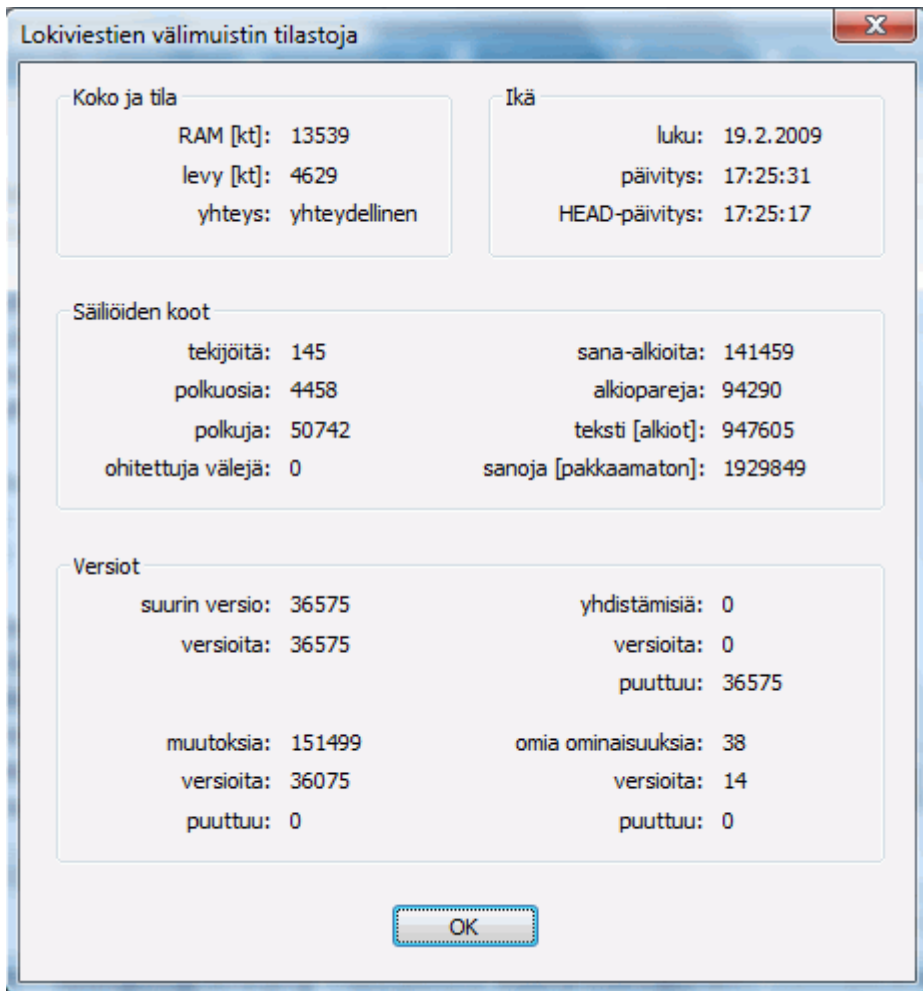 Lokiviestien välimuistin tilastoja
Koko ja tila
RAM [kt]: 13539
levy [kt]: 4629
yhteys: yhteydellinen
Ikä
luku: 19.2.2009
päivitys: 17:25:31
HEAD-päivitys: 17:25:17
Säiliöiden koot
tekijöitä: 145
polkuosia: 4458
polkuja: 50742
ohitettuja välejä: 0
sana-alkioita: 141459
alkiopareja: 94290
teksti [alkiot]: 947605
sanoja [pakkaamaton]: 1929849
Versiot
suurin versio: 36575
versioita: 36575
yhdistämisiä: 0
versioita: 0
puuttuu: 36575
muutoksia: 151499
versioita: 36075
puuttuu: 0
omia ominaisuuksia: 38
versioita: 14
puuttuu: 0
OK